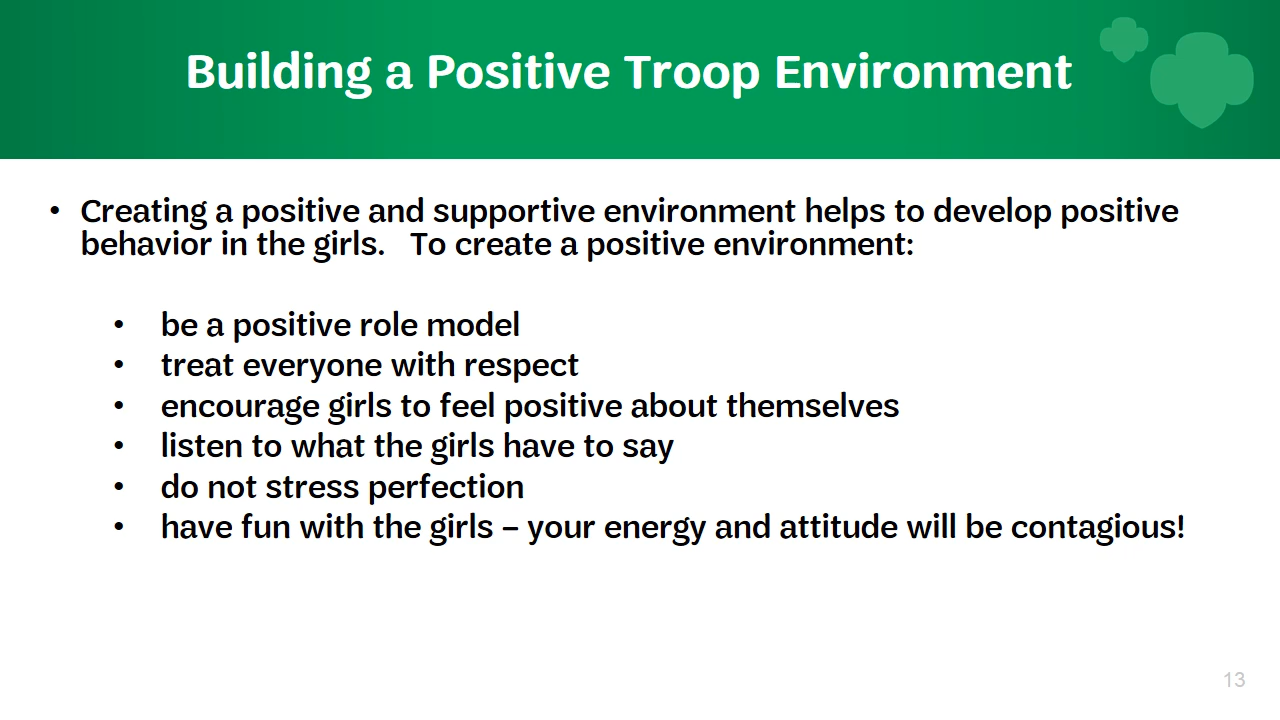 Building a Positive Troop Environment
• Creating a positive and supportive environment helps to develop positive
behavior in the girls.   To create a positive environment:
• be a positive role model
• treat everyone with respect
• encourage girls to feel positive about themselves
• listen to what the girls have to say
• do not stress perfection
• have fun with the girls – your energy and attitude will be contagious!
13